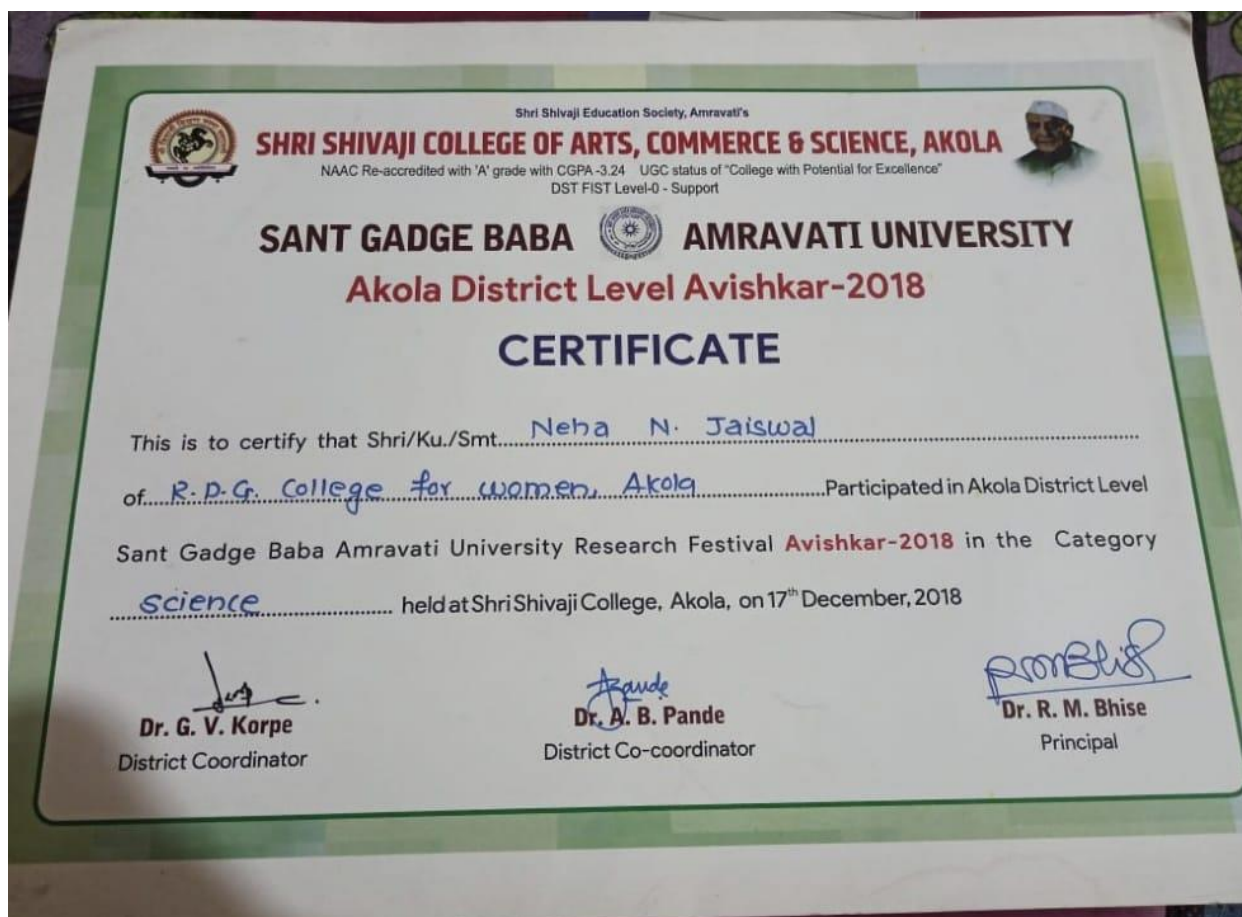 Shri Shivaji Education Society, Amravati's
SHRI SHIVAJI COLLEGE OF ARTS, COMMERCE & SCIENCE, AKOLA
NAAC Re-accredited with 'A' grade with CGPA -3.24 UGC status of "College with Potential for Excellence"
DST FIST Level-0 - Support
SANT GADGE BABA AMRAVATI UNIVERSITY
Akola District Level Avishkar-2018
CERTIFICATE
This is to certify that Shri/Ku./Smt. Neha N. Jaiswal
of R.D.G. College for women, Akola Participated in Akola District Level
Sant Gadge Baba Amravati University Research Festival Avishkar-2018 in the Category
Science held at Shri Shivaji College, Akola, on 17th December, 2018
Dr. G. V. Korpe Dr. A. B. Pande Dr. R. M. Bhise
District Coordinator District Co-coordinator Principal